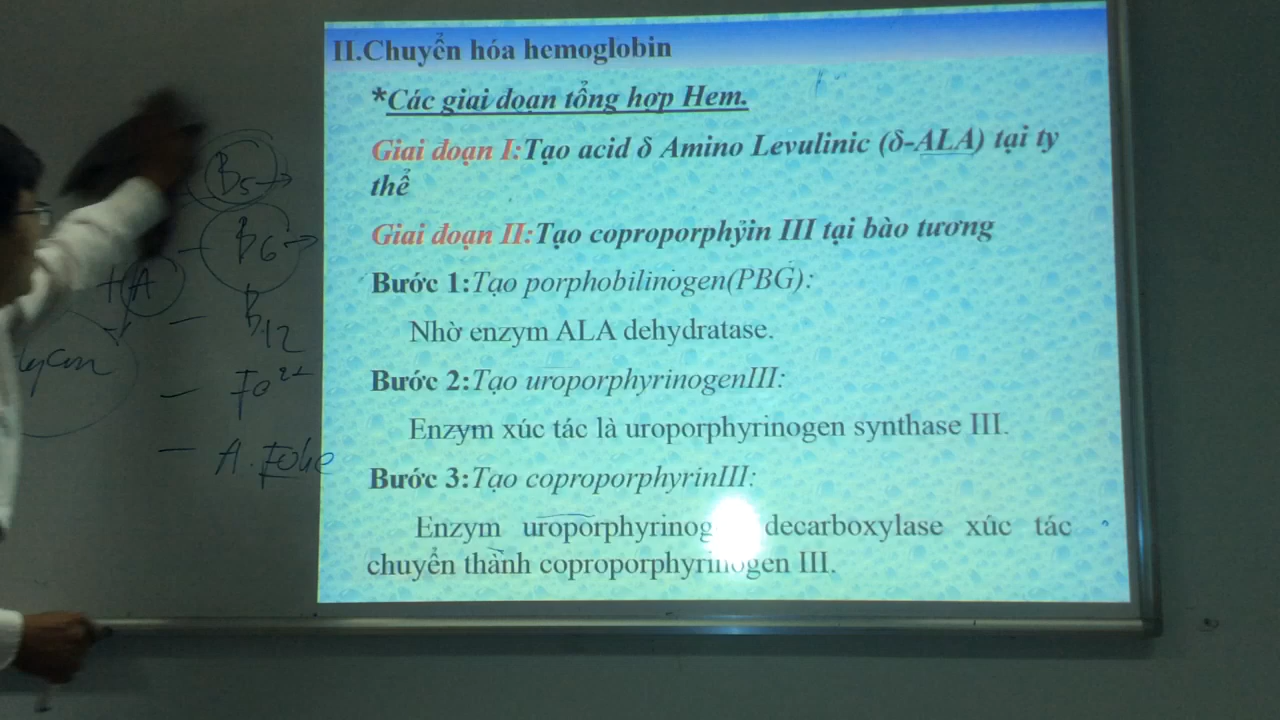 II.Chuyển hóa hemoglobin
*Các giai đoạn tổng hợp Hem.
Giai đoạn I:Tạo acid δ Amino Levulinic (δ-ALA) tại ty
thể
Giai đoạn II:Tạo coproporphỷin III tại bào tương
Bước 1:Tạo porphobilinogen(PBG):
Nhờ enzym ALA dehydratase.
Bước 2:Tạo uroporphyrinogenIII:
Enzym xúc tác là uroporphyrinogen synthase III.
Bước 3:Tạo coproporphyrinIII:
Enzym uroporphyrinog decarboxylase xúc tác
chuyển thành coproporphyrinogen III.
B5
B6
+ A
B12
Fe2+
A. Folic